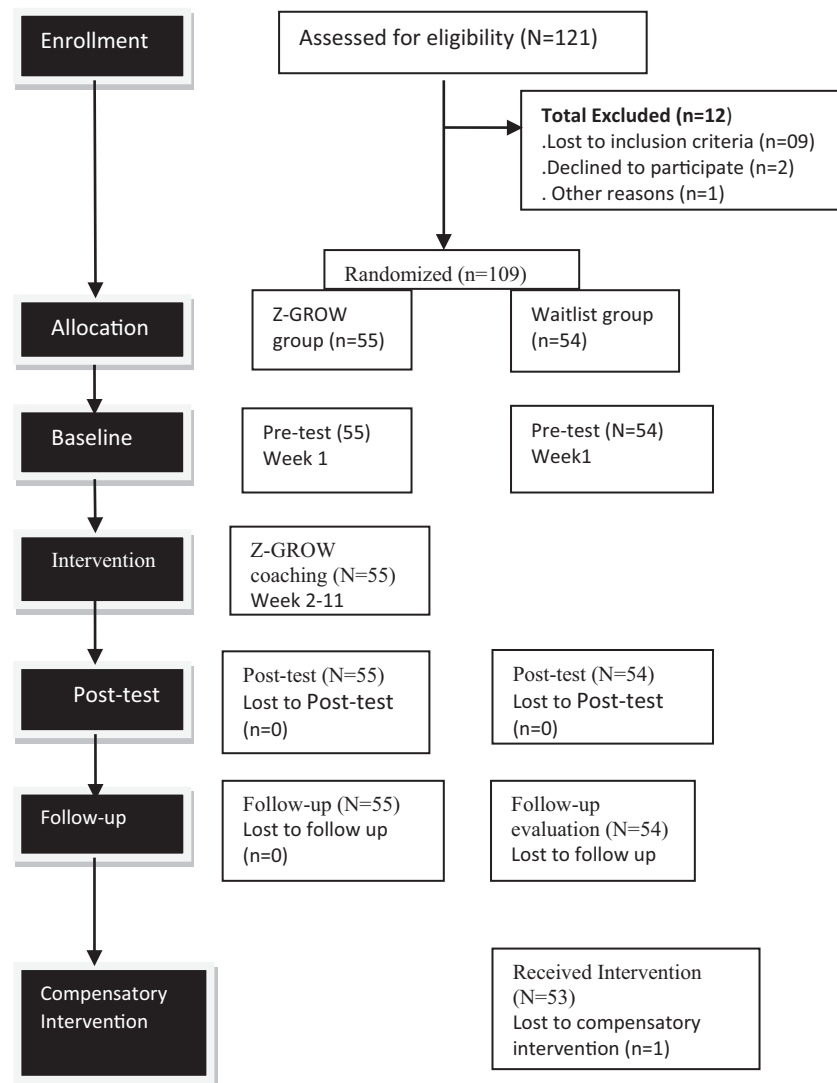 Enrollment
Assessed for eligibility (N=121)
Total Excluded (n=12)
.Lost to inclusion criteria (n=09)
.Declined to participate (n=2)
. Other reasons (n=1)
Randomized (n=109)
Allocation
Z-GROW
group (n=55)
Waitlist group
(n=54)
Baseline
Pre-test (55)
Week 1
Pre-test (N=54)
Week1
Intervention
Z-GROW
coaching (N=55)
Week 2-11
Post-test
Post-test (N=55)
Lost to Post-test
(n=0)
Post-test (N=54)
Lost to Post-test
(n=0)
Follow-up
Follow-up (N=55)
Lost to follow up
(n=0)
Follow-up
evaluation (N=54)
Lost to follow up
Compensatory
Intervention
Received Intervention
(N=53)
Lost to compensatory
intervention (n=1)